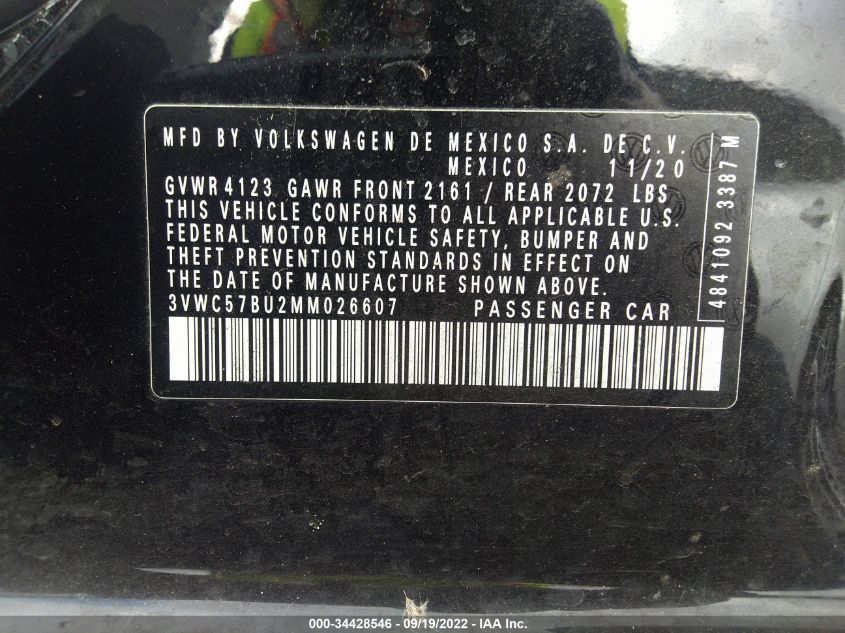 MFD BY VOLKSWAGEN DE MEXICO S.A. DE C.V.
MEXICO 11/20
GVWR 4123 GAWR FRONT 2161 / REAR 2072 LBS
THIS VEHICLE CONFORMS TO ALL APPLICABLE U.S.
FEDERAL MOTOR VEHICLE SAFETY, BUMPER AND
THEFT PREVENTION STANDARDS IN EFFECT ON
THE DATE OF MANUFACTURE SHOWN ABOVE.
3VWC57BU2MM026607 PASSENGER CAR
4841092 3387 M
000-34428546 - 09/19/2022 - IAA Inc.